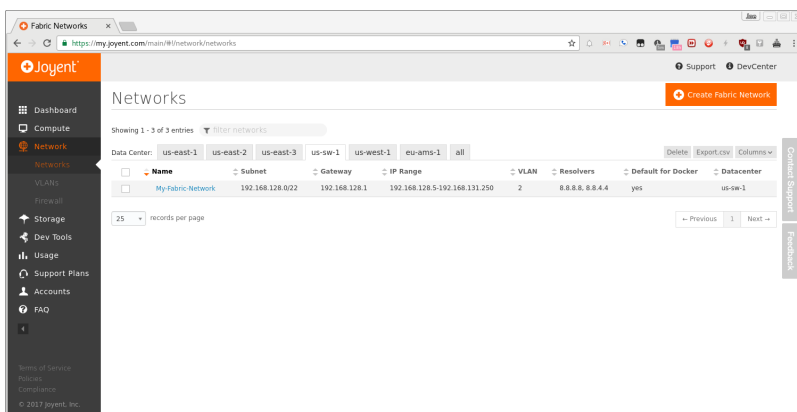 Fabric Networks
https://my.joyent.com/main/#!/network/networks
Joyent
Support DevCenter
Networks
Create Fabric Network
Dashboard
Compute
Network
Networks
VLANs
Firewall
Storage
Dev Tools
Usage
Support Plans
Accounts
FAQ
Showing 1 - 3 of 3 entries filter networks
Data Center: us-east-1 us-east-2 us-east-3 us-sw-1 us-west-1 eu-ams-1 all Delete Export.csv Columns
Name Subnet Gateway IP Range VLAN Resolvers Default for Docker Datacenter
My-Fabric-Network 192.168.128.0/22 192.168.128.1 192.168.128.5-192.168.131.250 2 8.8.8.8, 8.8.4.4 yes us-sw-1
25 records per page ← Previous 1 Next →
Contact Support
Feedback
Terms of Service
Policies
Compliance
© 2017 Joyent, Inc.